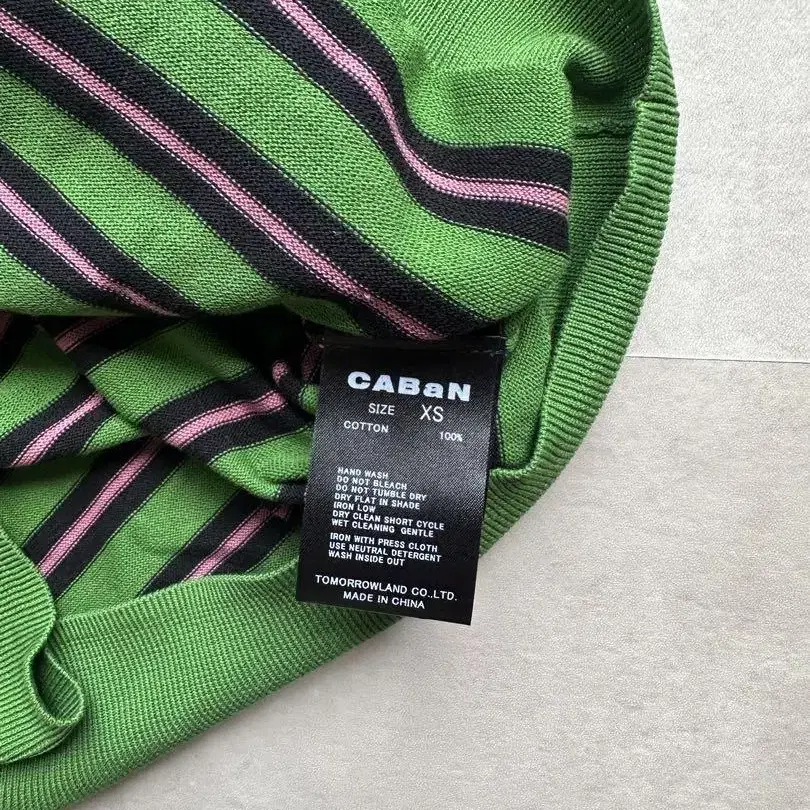 CABaN
SIZE XS
COTTON 100%
HAND WASH
DO NOT BLEACH
DO NOT TUMBLE DRY
DRY FLAT IN SHADE
IRON LOW
DRY CLEAN SHORT CYCLE
WET CLEANING GENTLE
IRON WITH PRESS CLOTH
USE NEUTRAL DETERGENT
WASH INSIDE OUT
TOMORROWLAND CO.,LTD.
MADE IN CHINA